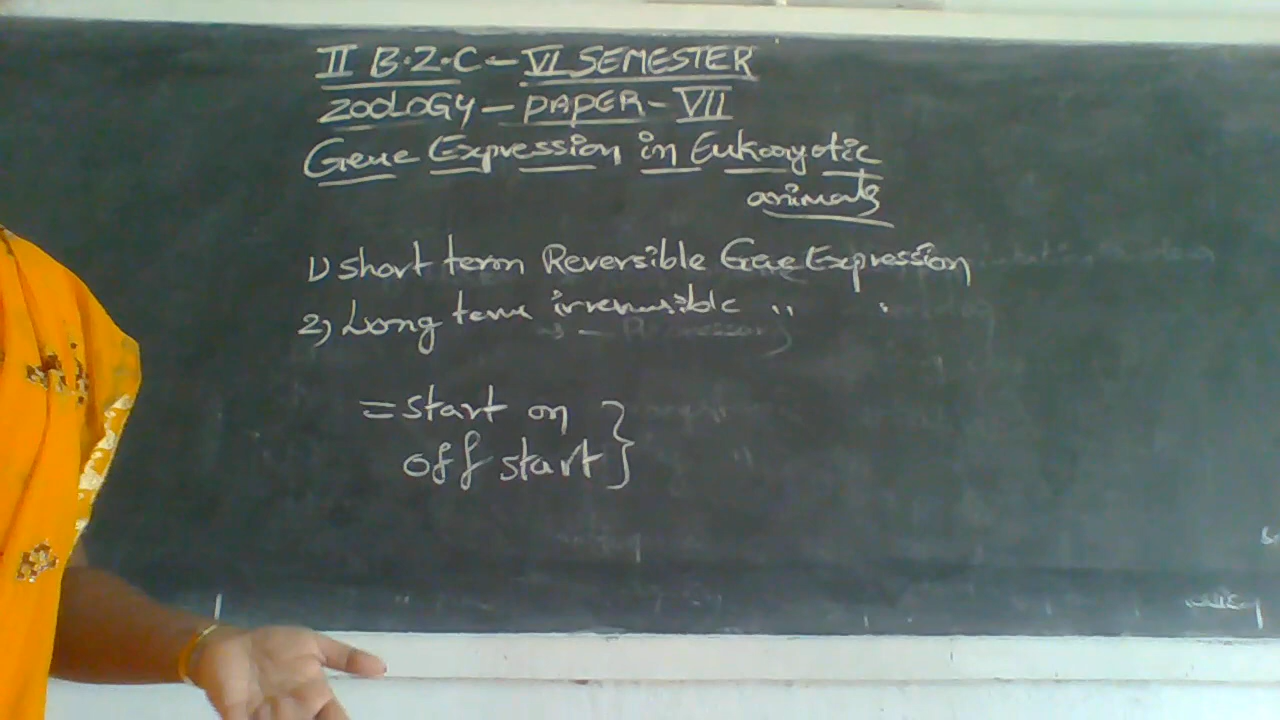 II B.Z.C - VI SEMESTER
ZOOLOGY - PAPER - VII
Gene Expression in Eukaryotic
animals
1) Short term Reversible Gene Expression
2) Long term irreversible " "
= Start on
off start }